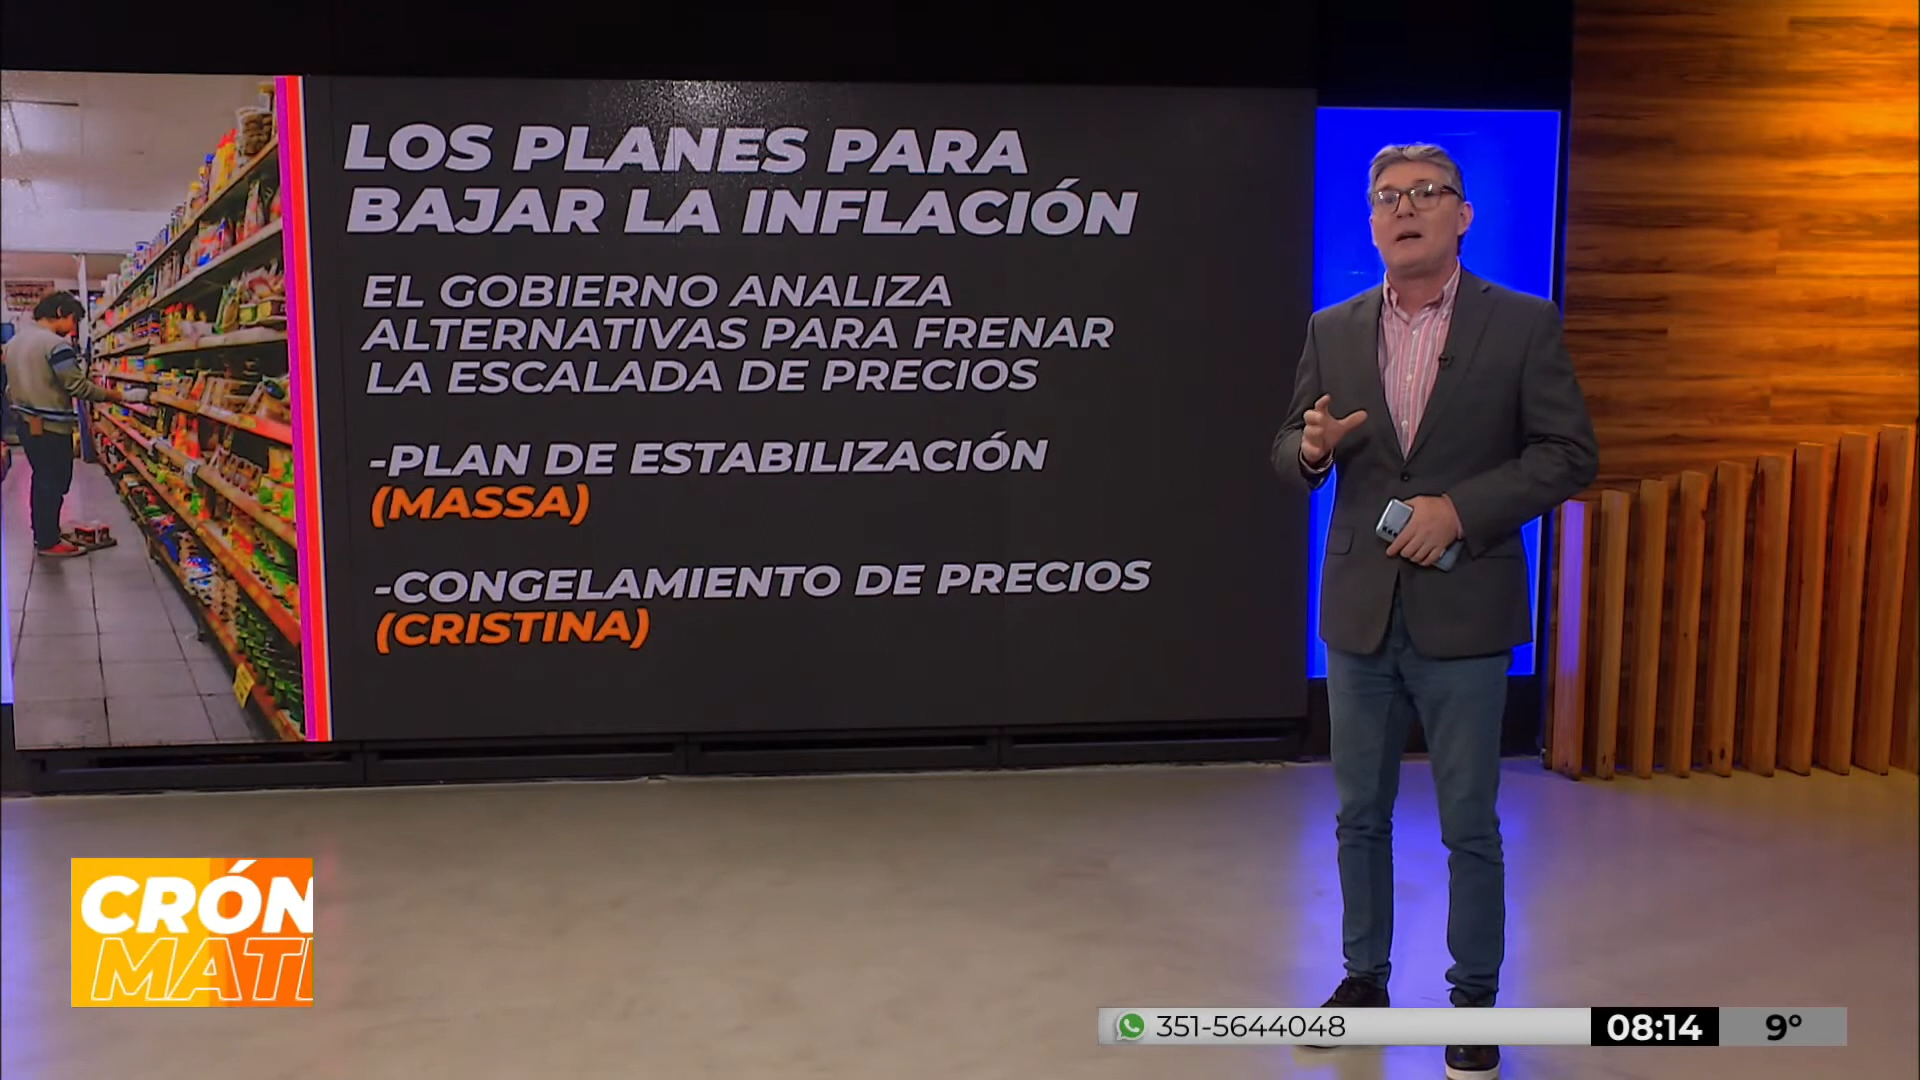 LOS PLANES PARA
BAJAR LA INFLACIÓN
EL GOBIERNO ANALIZA
ALTERNATIVAS PARA FRENAR
LA ESCALADA DE PRECIOS
-PLAN DE ESTABILIZACIÓN
(MASSA)
-CONGELAMIENTO DE PRECIOS
(CRISTINA)
CRÓN
MATI
351-5644048
08:14
9°